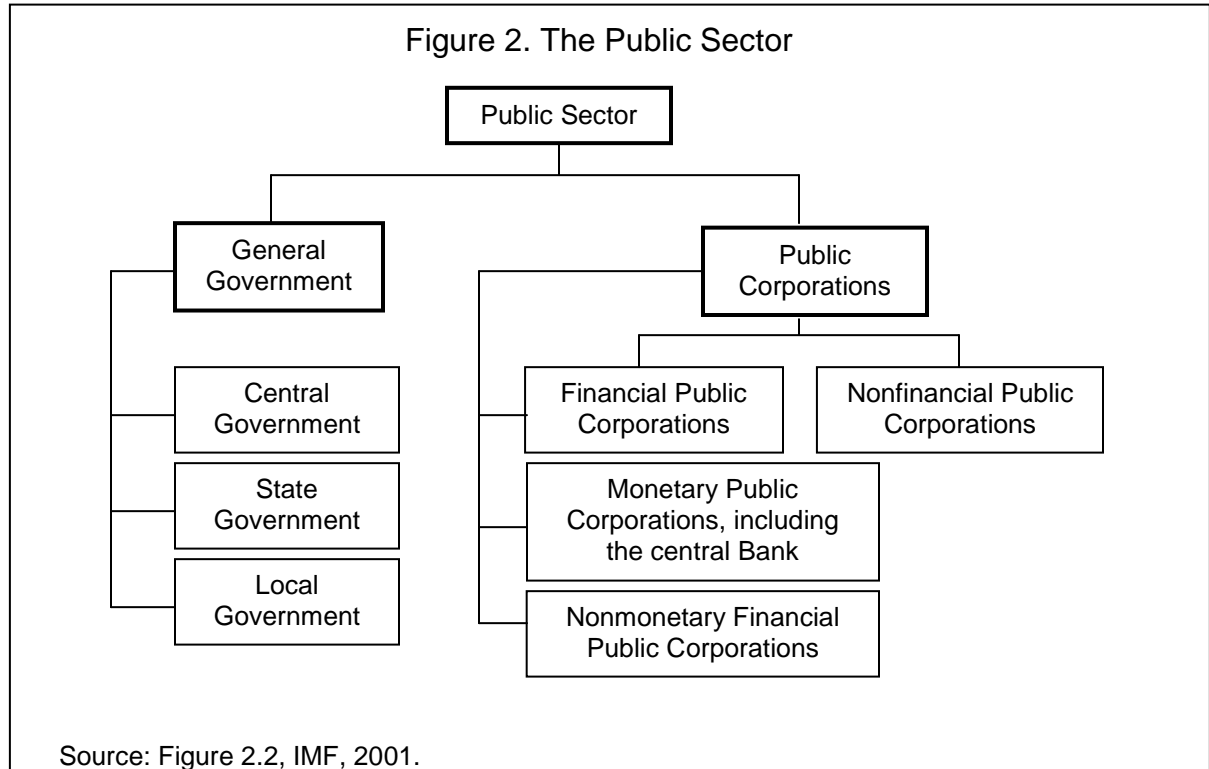 Figure 2. The Public Sector
Public Sector
General
Government
Public
Corporations
Central
Government
State
Government
Local
Government
Financial Public
Corporations
Nonfinancial Public
Corporations
Monetary Public
Corporations, including
the central Bank
Nonmonetary Financial
Public Corporations
Source: Figure 2.2, IMF, 2001.